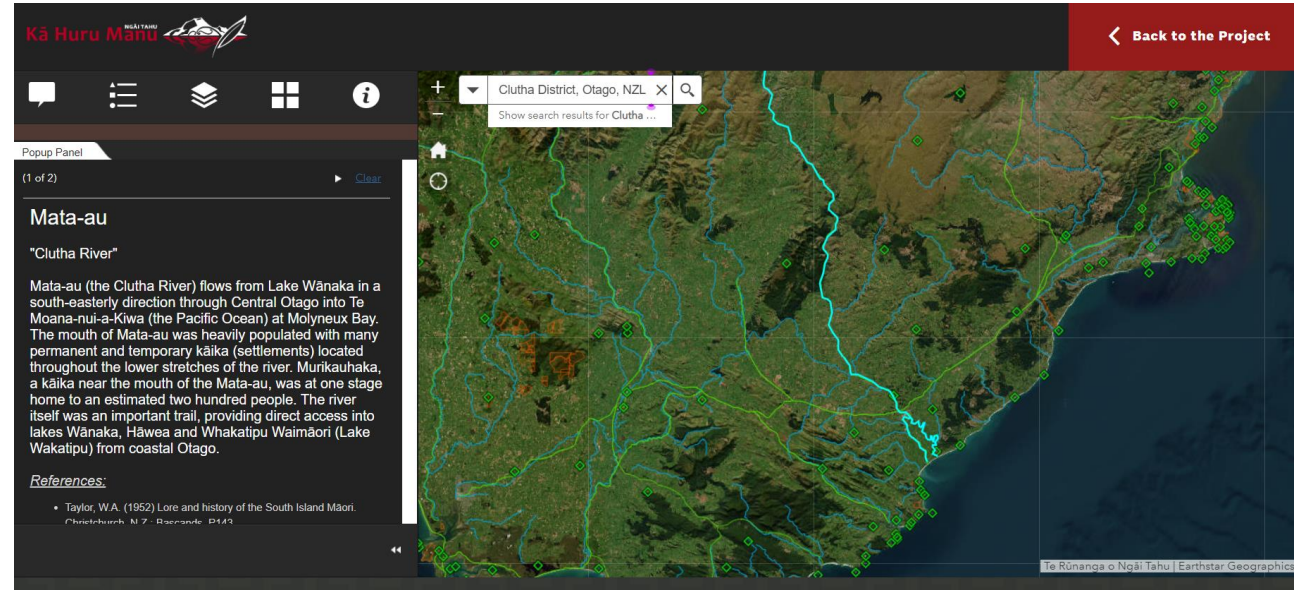 Kā Huru Manu
NGĀI TAHU
Back to the Project
Clutha District, Otago, NZL
Show search results for Clutha ...
Popup Panel
(1 of 2)
Clear
Mata-au
"Clutha River"
Mata-au (the Clutha River) flows from Lake Wānaka in a
south-easterly direction through Central Otago into Te
Moana-nui-a-Kiwa (the Pacific Ocean) at Molyneux Bay.
The mouth of Mata-au was heavily populated with many
permanent and temporary kāika (settlements) located
throughout the lower stretches of the river. Murikauhaka,
a kāika near the mouth of the Mata-au, was at one stage
home to an estimated two hundred people. The river
itself was an important trail, providing direct access into
lakes Wānaka, Hāwea and Whakatipu Waimāori (Lake
Wakatipu) from coastal Otago.
References:
• Taylor, W.A. (1952) Lore and history of the South Island Māori.
Christchurch, N.Z.: Bascands. P143
Te Rūnanga o Ngāi Tahu | Earthstar Geographics